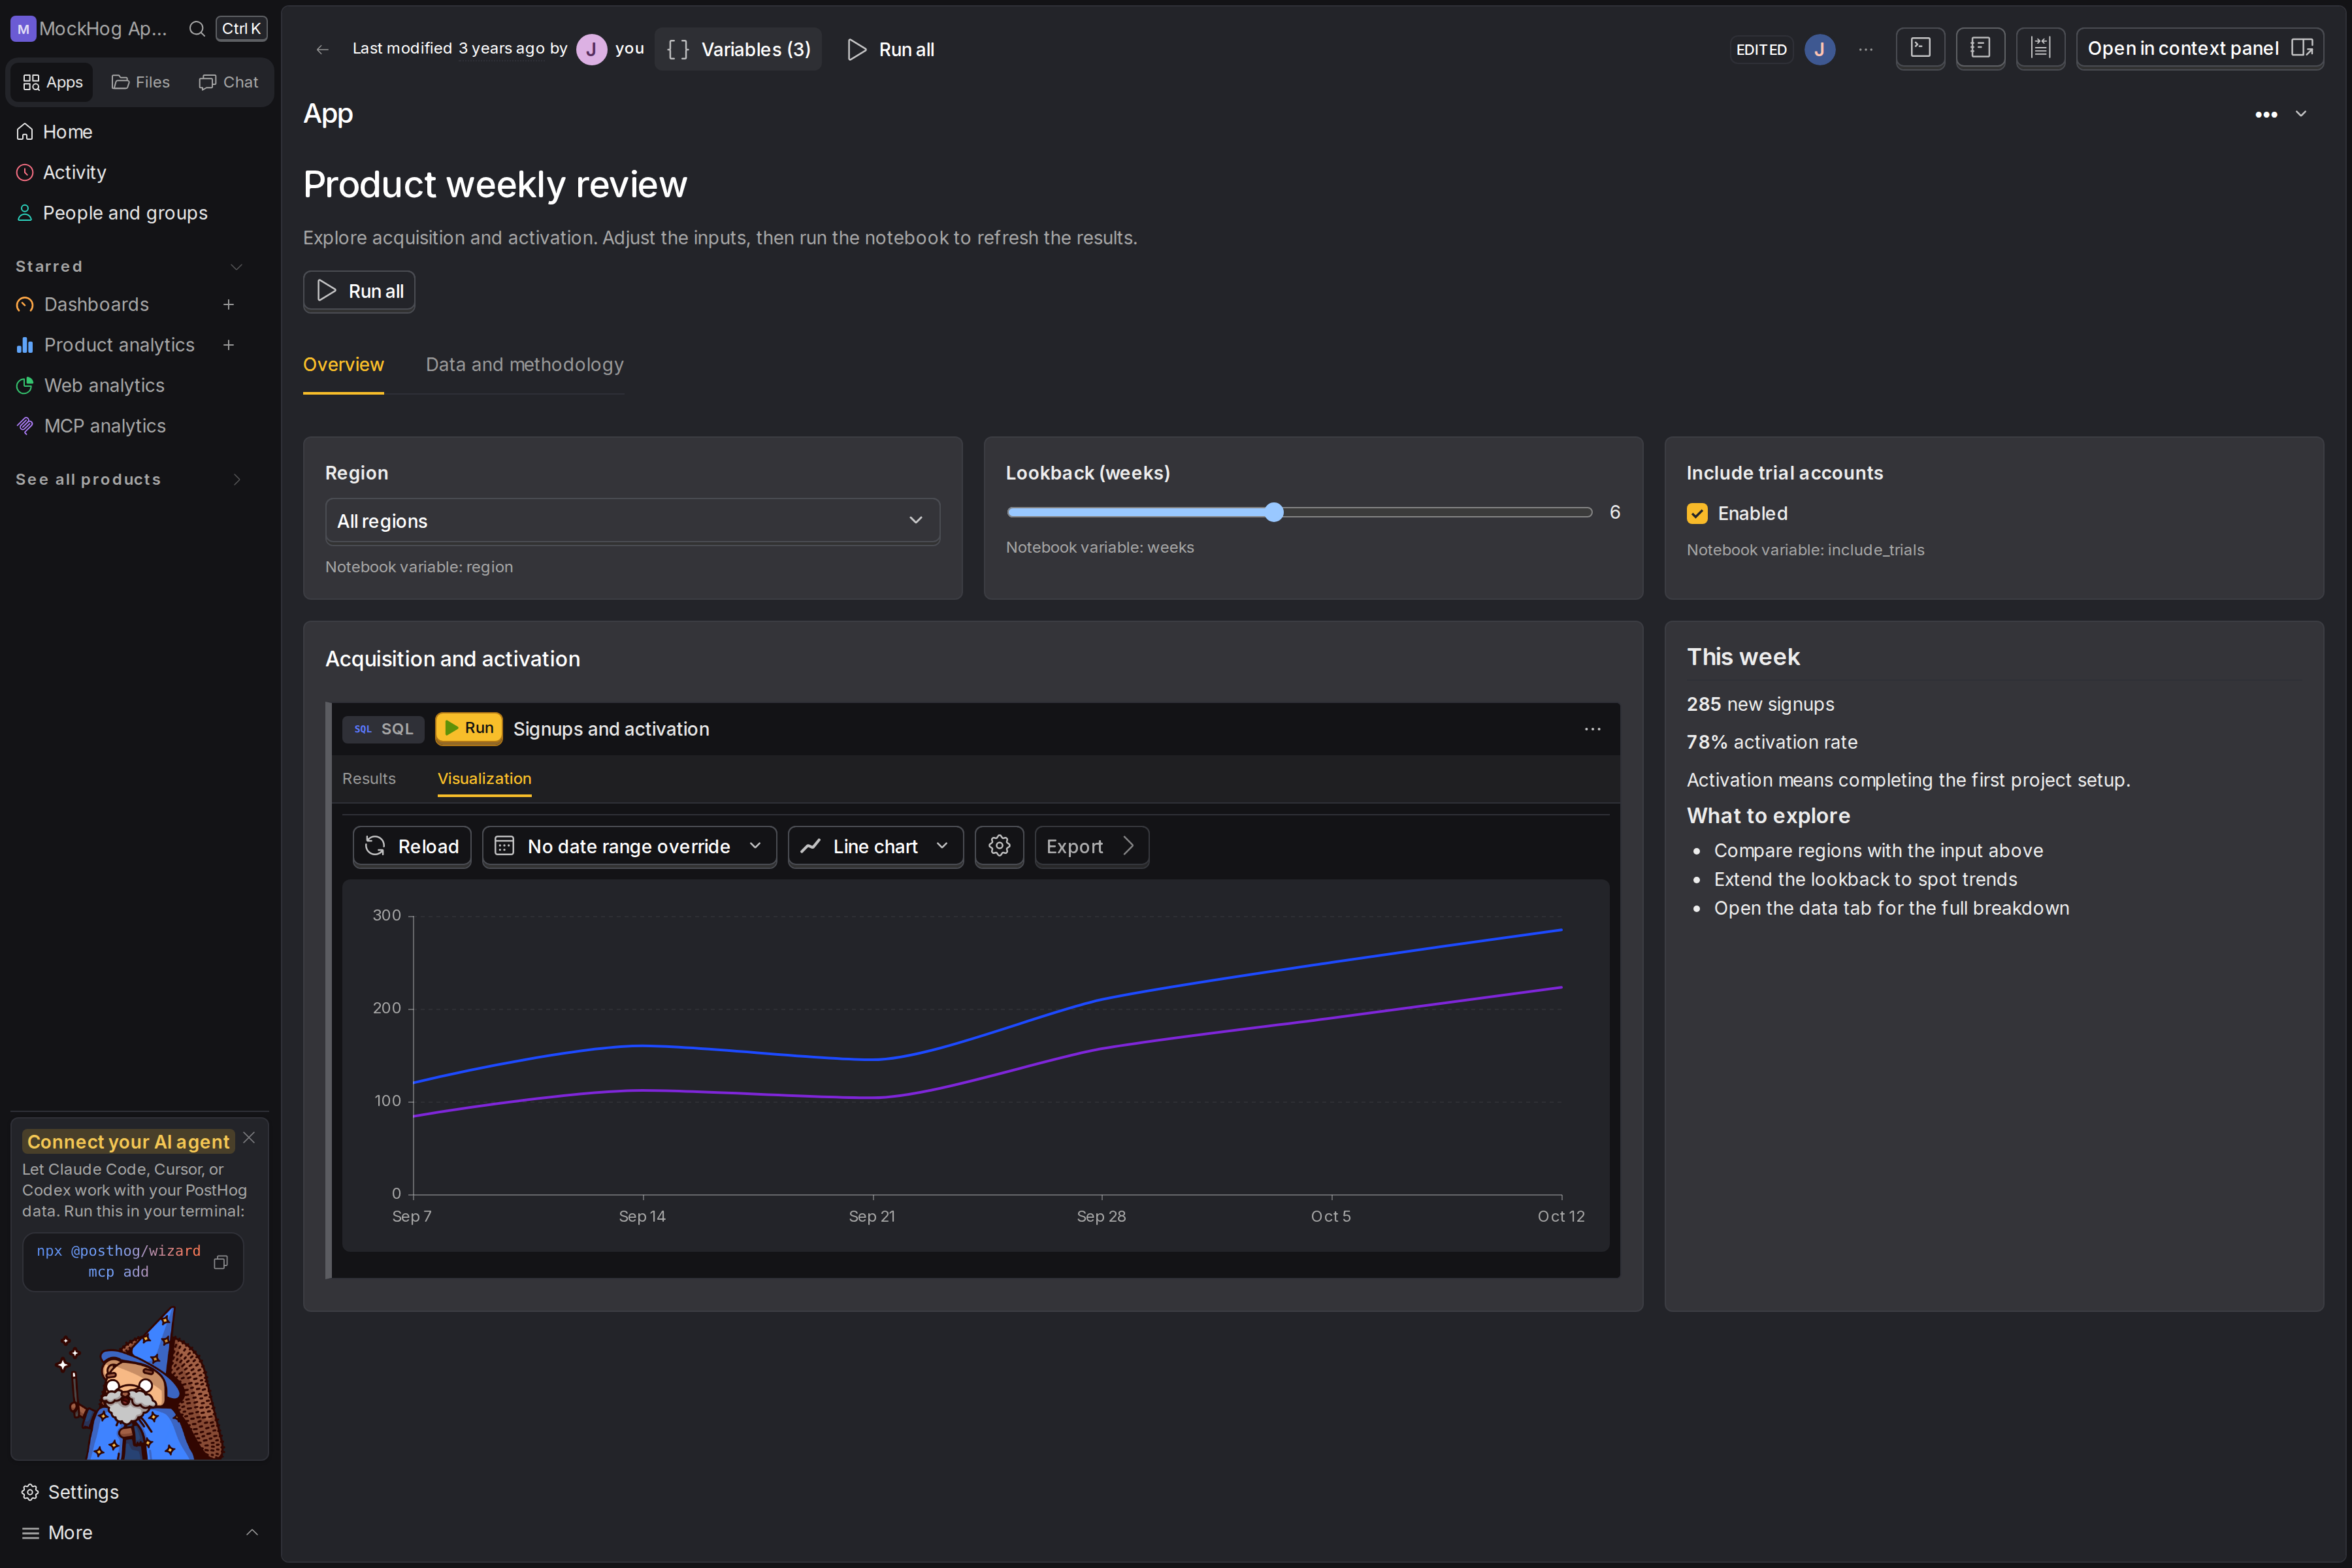 M MockHog Ap... Ctrl K
Apps Files Chat
Home
Activity
People and groups
Starred
Dashboards
Product analytics
Web analytics
MCP analytics
See all products
Connect your AI agent
Let Claude Code, Cursor, or
Codex work with your PostHog
data. Run this in your terminal:
npx @posthog/wizard
mcp add
Settings
More
Last modified 3 years ago by J you {} Variables (3) Run all
EDITED J ... Open in context panel
App
Product weekly review
Explore acquisition and activation. Adjust the inputs, then run the notebook to refresh the results.
Run all
Overview Data and methodology
Region
All regions
Notebook variable: region
Lookback (weeks)
6
Notebook variable: weeks
Include trial accounts
Enabled
Notebook variable: include_trials
Acquisition and activation
SQL SQL Run Signups and activation
Results Visualization
Reload No date range override Line chart Export
300
200
100
0
Sep 7 Sep 14 Sep 21 Sep 28 Oct 5 Oct 12
This week
285 new signups
78% activation rate
Activation means completing the first project setup.
What to explore
• Compare regions with the input above
• Extend the lookback to spot trends
• Open the data tab for the full breakdown